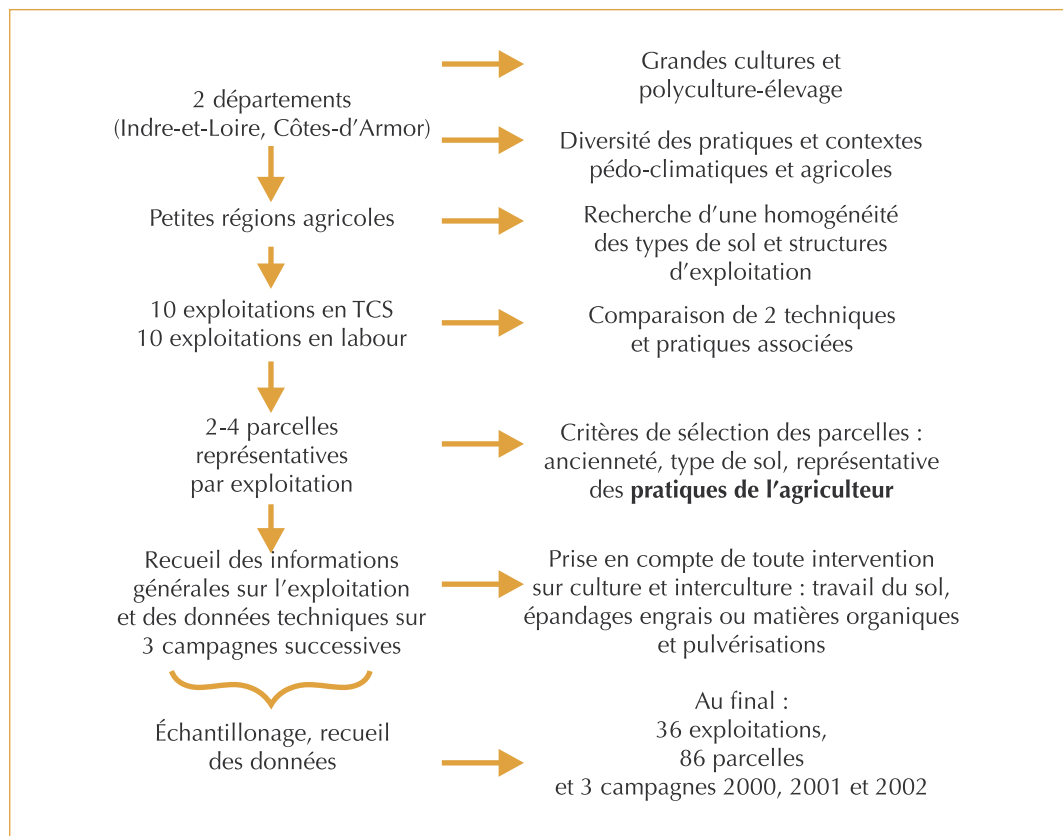 Grandes cultures et
polyculture-élevage
2 départements
(Indre-et-Loire, Côtes-d'Armor)
Diversité des pratiques et contextes
pédo-climatiques et agricoles
Petites régions agricoles
Recherche d'une homogénéité
des types de sol et structures
d'exploitation
10 exploitations en TCS
10 exploitations en labour
Comparaison de 2 techniques
et pratiques associées
2-4 parcelles
représentatives
par exploitation
Critères de sélection des parcelles :
ancienneté, type de sol, représentative
des pratiques de l'agriculteur
Recueil des informations
générales sur l'exploitation
et des données techniques sur
3 campagnes successives
Prise en compte de toute intervention
sur culture et interculture : travail du sol,
épandages engrais ou matières organiques
et pulvérisations
Échantillonage, recueil
des données
Au final :
36 exploitations,
86 parcelles
et 3 campagnes 2000, 2001 et 2002